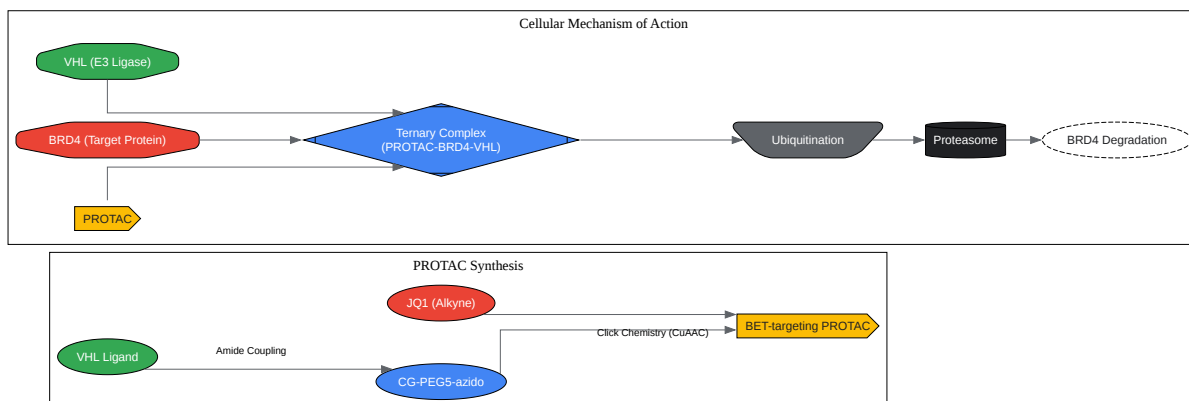 Cellular Mechanism of Action
VHL (E3 Ligase)
BRD4 (Target Protein)
PROTAC
Ternary Complex
(PROTAC-BRD4-VHL)
Ubiquitination
Proteasome
BRD4 Degradation
PROTAC Synthesis
JQ1 (Alkyne)
VHL Ligand
Amide Coupling
CG-PEG5-azido
Click Chemistry (CuAAC)
BET-targeting PROTAC